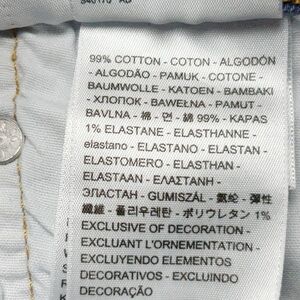 99% COTTON - COTON - ALGODÓN
- ALGODÃO - PAMUK - COTONE -
BAUMWOLLE - KATOEN - BAMBAKI
- ХЛОПОК - BAWEŁNA - PAMUT -
BAVLNA - 棉 - 면 - 綿 99% - KAPAS
1% ELASTANE - ELASTHANNE -
elastano - ELASTANO - ELASTAN -
ELASTOMERO - ELASTHAN -
ELASTAAN - ΕΛΑΣΤΑΝΗ -
ЭЛАСТАН - GUMISZÁL - 氨纶 - 彈性
纖維 - 폴리우레탄 - ポリウレタン 1%
EXCLUSIVE OF DECORATION -
EXCLUANT L'ORNEMENTATION -
EXCLUYENDO ELEMENTOS
DECORATIVOS - EXCLUINDO
DECORAÇÃO